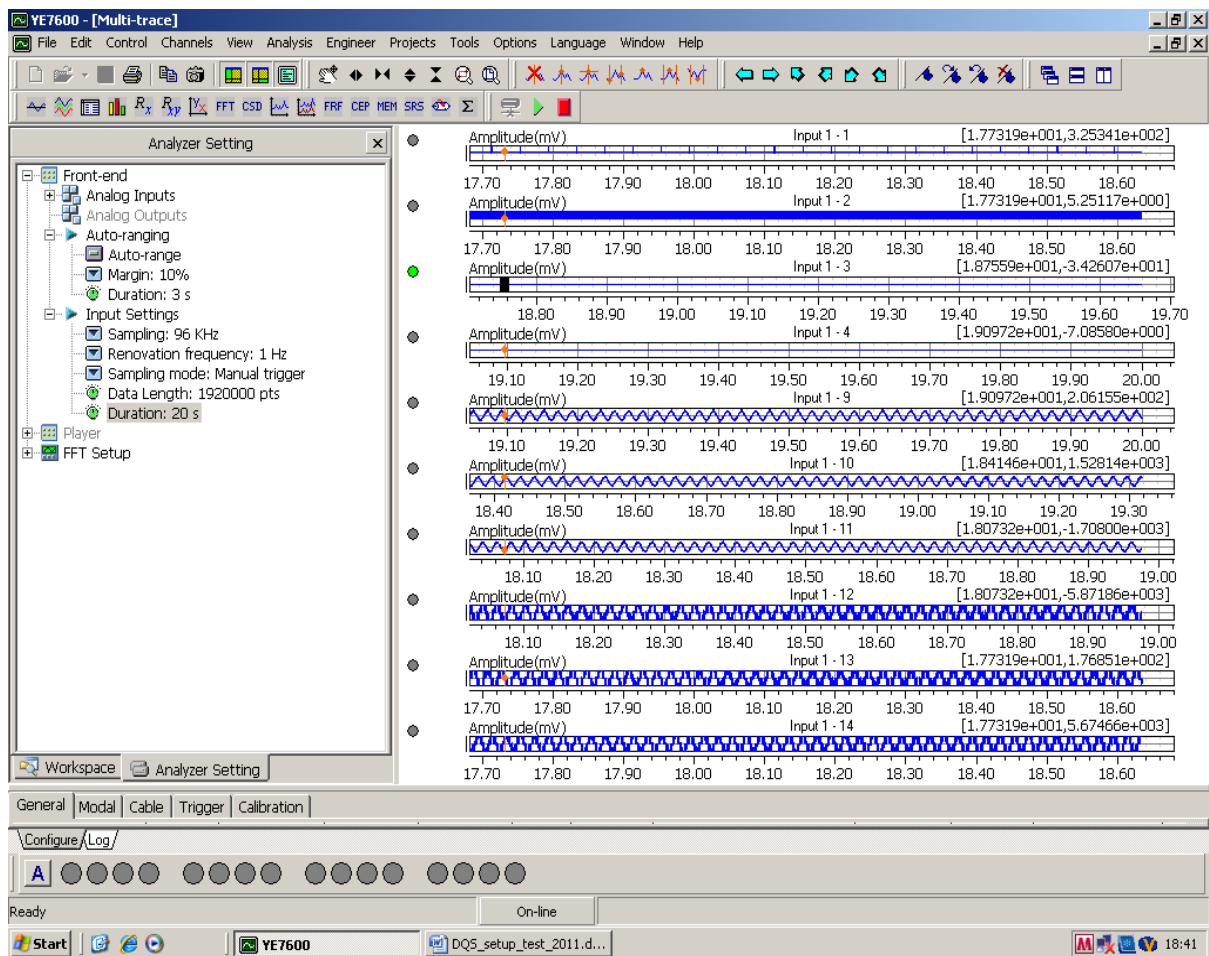 YE7600 - [Multi-trace]
File Edit Control Channels View Analysis Engineer Projects Tools Options Language Window Help
Rx Rxy Yx FFT CSD FRF CEP MEM SRS Σ
Analyzer Setting
Front-end
Analog Inputs
Analog Outputs
Auto-ranging
Auto-range
Margin: 10%
Duration: 3 s
Input Settings
Sampling: 96 KHz
Renovation frequency: 1 Hz
Sampling mode: Manual trigger
Data Length: 1920000 pts
Duration: 20 s
Player
FFT Setup
Workspace Analyzer Setting
Amplitude(mV) Input 1 - 1 [1.77319e+001,3.25341e+002]
17.70 17.80 17.90 18.00 18.10 18.20 18.30 18.40 18.50 18.60
Amplitude(mV) Input 1 - 2 [1.77319e+001,5.25117e+000]
17.70 17.80 17.90 18.00 18.10 18.20 18.30 18.40 18.50 18.60
Amplitude(mV) Input 1 - 3 [1.87559e+001,-3.42607e+001]
18.80 18.90 19.00 19.10 19.20 19.30 19.40 19.50 19.60 19.70
Amplitude(mV) Input 1 - 4 [1.90972e+001,-7.08580e+000]
19.10 19.20 19.30 19.40 19.50 19.60 19.70 19.80 19.90 20.00
Amplitude(mV) Input 1 - 9 [1.90972e+001,2.06155e+002]
19.10 19.20 19.30 19.40 19.50 19.60 19.70 19.80 19.90 20.00
Amplitude(mV) Input 1 - 10 [1.84146e+001,1.52814e+003]
18.40 18.50 18.60 18.70 18.80 18.90 19.00 19.10 19.20 19.30
Amplitude(mV) Input 1 - 11 [1.80732e+001,-1.70800e+003]
18.10 18.20 18.30 18.40 18.50 18.60 18.70 18.80 18.90 19.00
Amplitude(mV) Input 1 - 12 [1.80732e+001,-5.87186e+001]
18.10 18.20 18.30 18.40 18.50 18.60 18.70 18.80 18.90 19.00
Amplitude(mV) Input 1 - 13 [1.77319e+001,1.76851e+002]
17.70 17.80 17.90 18.00 18.10 18.20 18.30 18.40 18.50 18.60
Amplitude(mV) Input 1 - 14 [1.77319e+001,5.67466e+003]
17.70 17.80 17.90 18.00 18.10 18.20 18.30 18.40 18.50 18.60
General Modal Cable Trigger Calibration
Configure Log
A
Ready On-line
Start YE7600 DQ5_setup_test_2011.d... 18:41